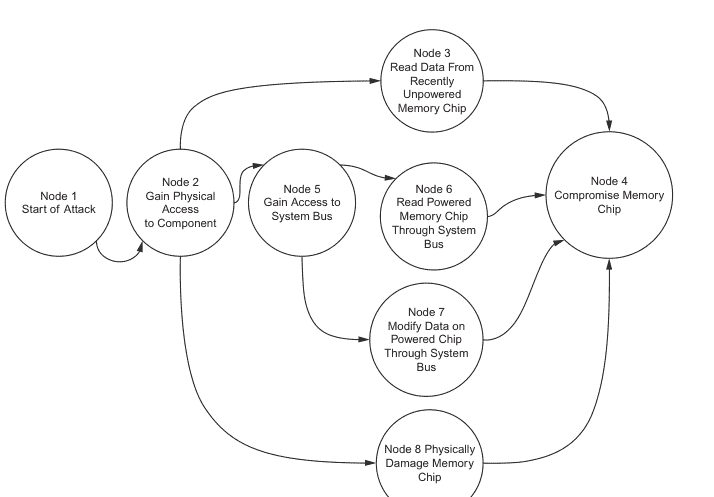 Node 1
Start of Attack
Node 2
Gain Physical
Access
to Component
Node 3
Read Data From
Recently
Unpowered
Memory Chip
Node 5
Gain Access to
System Bus
Node 6
Read Powered
Memory Chip
Through System
Bus
Node 4
Compromise Memory
Chip
Node 7
Modify Data on
Powered Chip
Through System
Bus
Node 8 Physically
Damage Memory
Chip